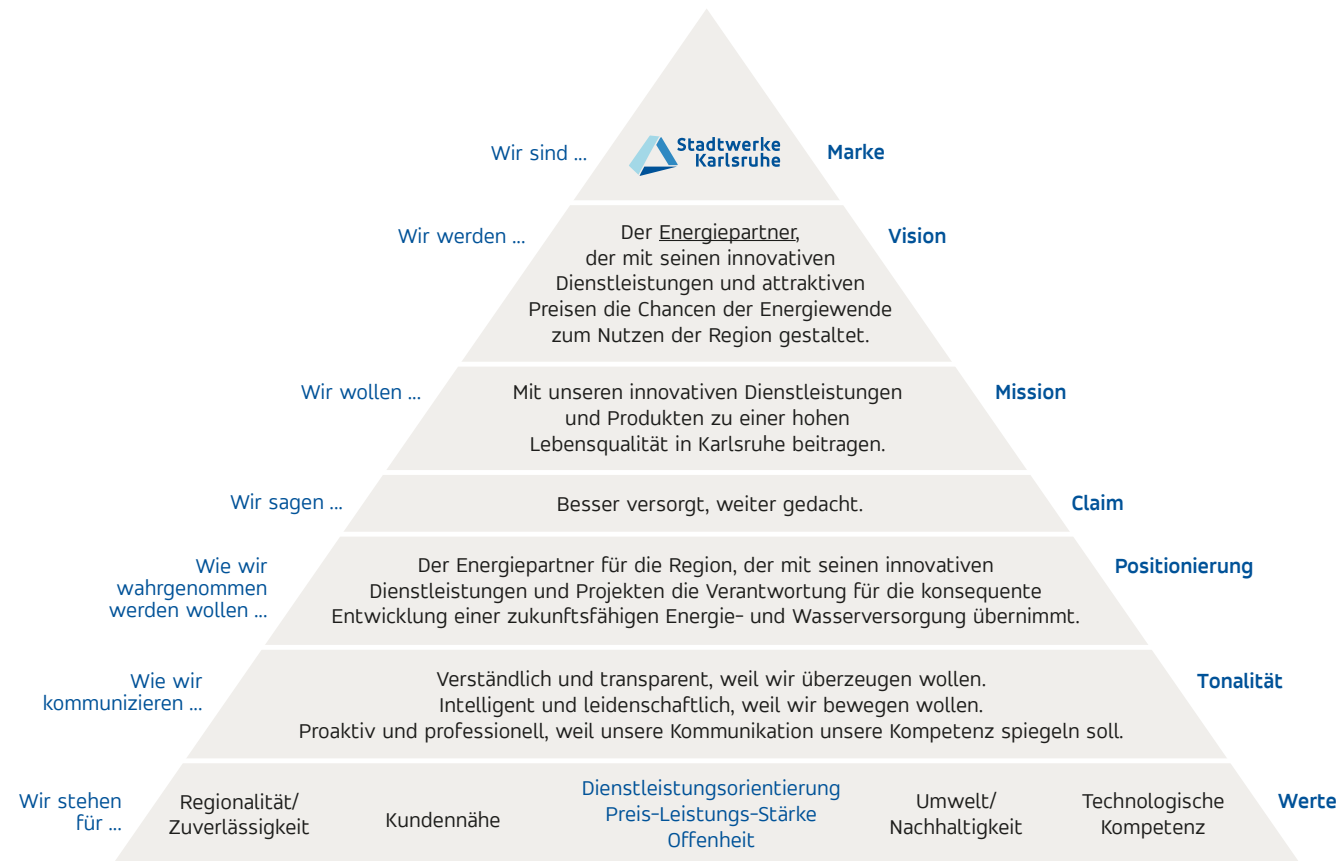 Wir sind ...
Stadtwerke
Karlsruhe
Marke
Wir werden ...
Der Energiepartner,
der mit seinen innovativen
Dienstleistungen und attraktiven
Preisen die Chancen der Energiewende
zum Nutzen der Region gestaltet.
Vision
Wir wollen ...
Mit unseren innovativen Dienstleistungen
und Produkten zu einer hohen
Lebensqualität in Karlsruhe beitragen.
Mission
Wir sagen ...
Besser versorgt, weiter gedacht.
Claim
Wie wir
wahrgenommen
werden wollen ...
Der Energiepartner für die Region, der mit seinen innovativen
Dienstleistungen und Projekten die Verantwortung für die konsequente
Entwicklung einer zukunftsfähigen Energie- und Wasserversorgung übernimmt.
Positionierung
Wie wir
kommunizieren ...
Verständlich und transparent, weil wir überzeugen wollen.
Intelligent und leidenschaftlich, weil wir bewegen wollen.
Proaktiv und professionell, weil unsere Kommunikation unsere Kompetenz spiegeln soll.
Tonalität
Wir stehen
für ...
Regionalität/
Zuverlässigkeit
Kundennähe
Dienstleistungsorientierung
Preis-Leistungs-Stärke
Offenheit
Umwelt/
Nachhaltigkeit
Technologische
Kompetenz
Werte